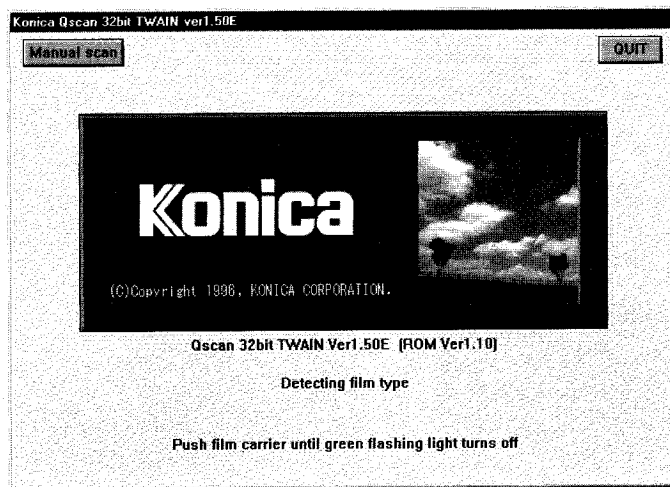 Konica Qscan 32bit TWAIN ver1.50E
Manual scan
QUIT
Konica
(C)Copyright 1996, KONICA CORPORATION.
Qscan 32bit TWAIN Ver1.50E (ROM Ver1.10)
Detecting film type
Push film carrier until green flashing light turns off